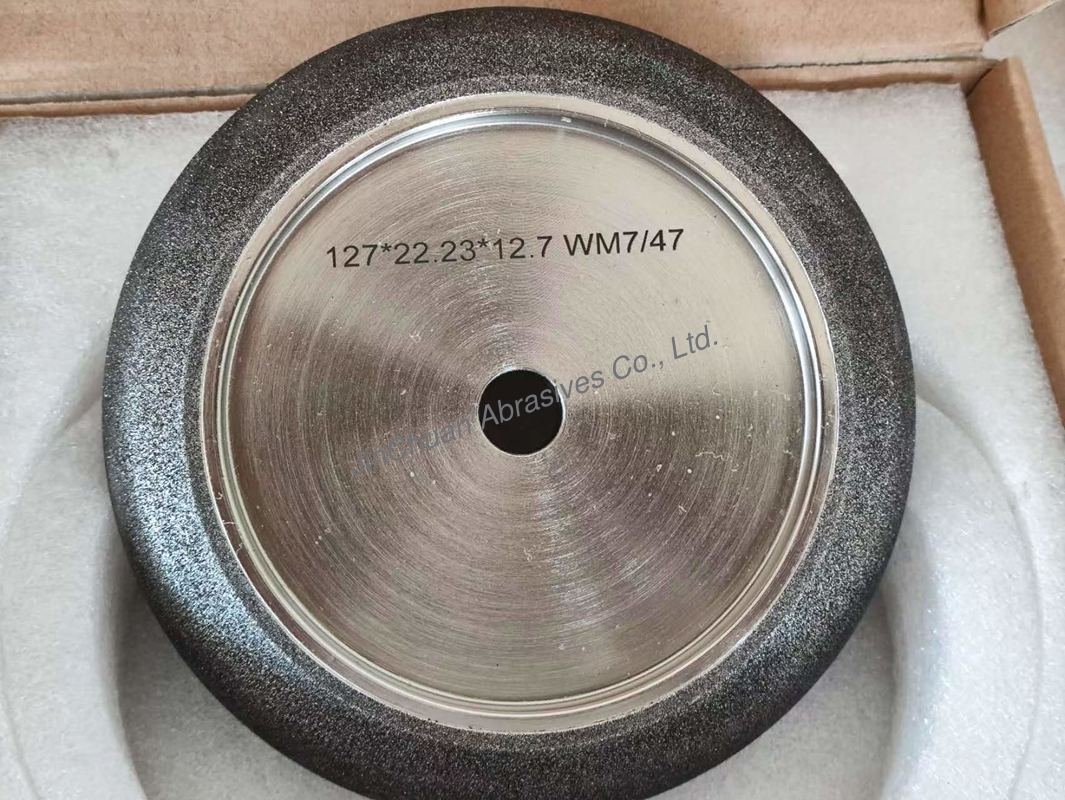 127*22.23*12.7 WM7/47
Abrasives Co., Ltd.